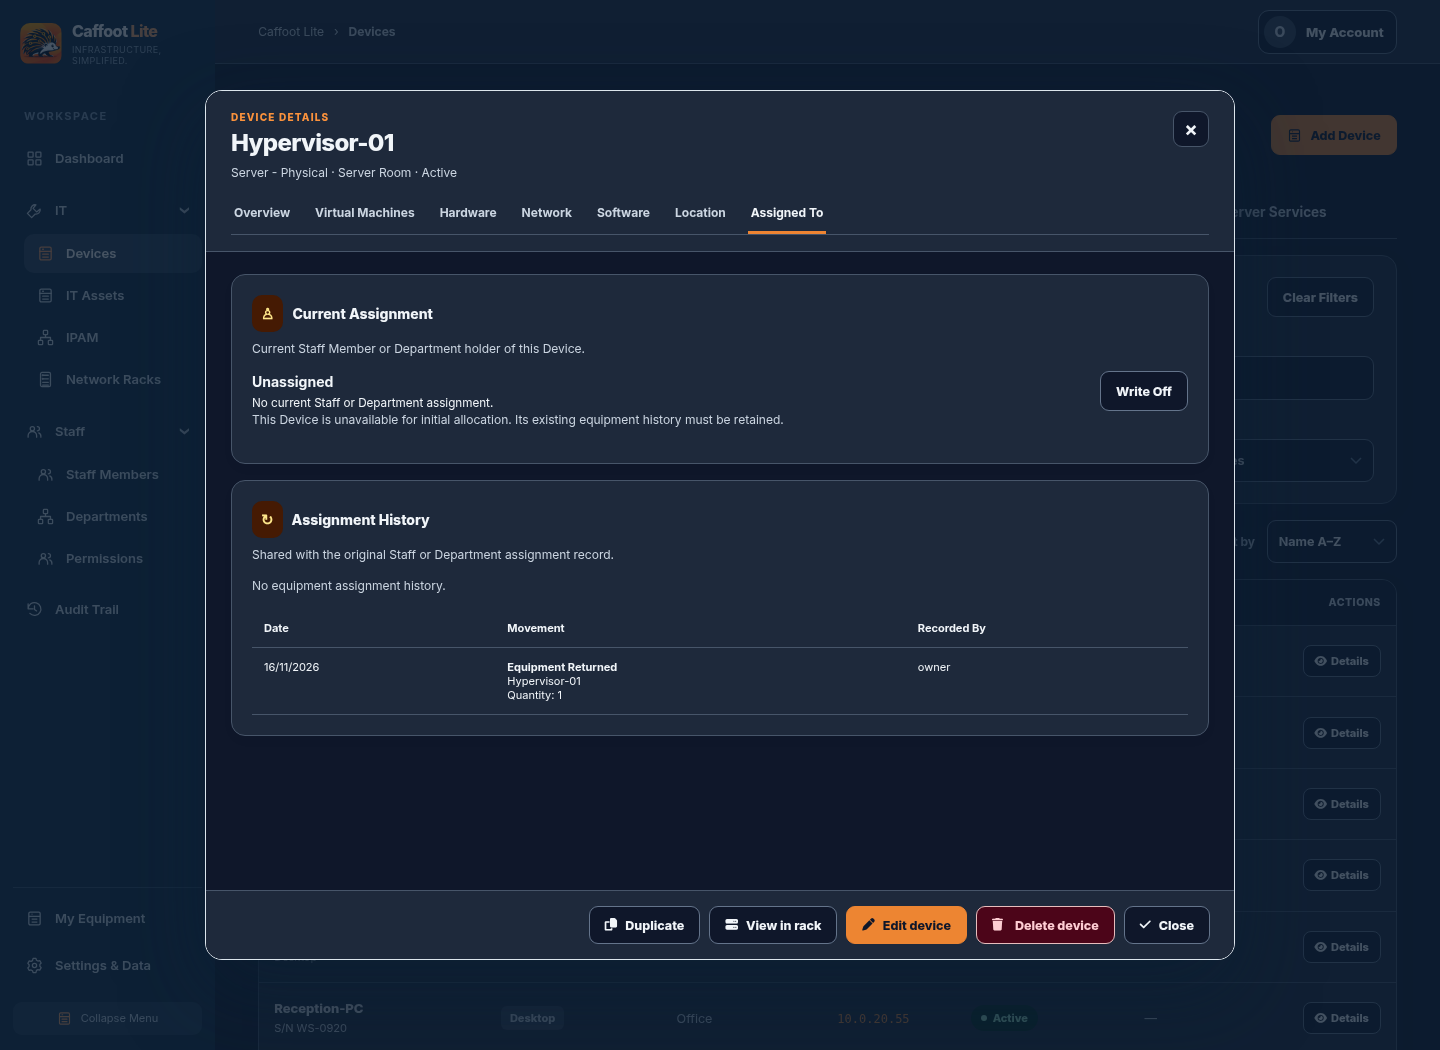 Caffoot Lite
INFRASTRUCTURE,
SIMPLIFIED.
Caffoot Lite › Devices
O My Account
WORKSPACE
Dashboard
IT
Devices
IT Assets
IPAM
Network Racks
Staff
Staff Members
Departments
Permissions
Audit Trail
My Equipment
Settings & Data
Collapse Menu
Add Device
Services
Clear Filters
by
Name A–Z
ACTIONS
Details
Details
Details
Details
Details
DEVICE DETAILS
Hypervisor-01
Server - Physical · Server Room · Active
Overview Virtual Machines Hardware Network Software Location Assigned To
Current Assignment
Current Staff Member or Department holder of this Device.
Unassigned
No current Staff or Department assignment.
This Device is unavailable for initial allocation. Its existing equipment history must be retained.
Write Off
Assignment History
Shared with the original Staff or Department assignment record.
No equipment assignment history.
Date Movement Recorded By
16/11/2026 Equipment Returned owner
Hypervisor-01
Quantity: 1
Duplicate View in rack Edit device Delete device Close
Reception-PC
S/N WS-0920
Desktop Office 10.0.20.55 Active — Details